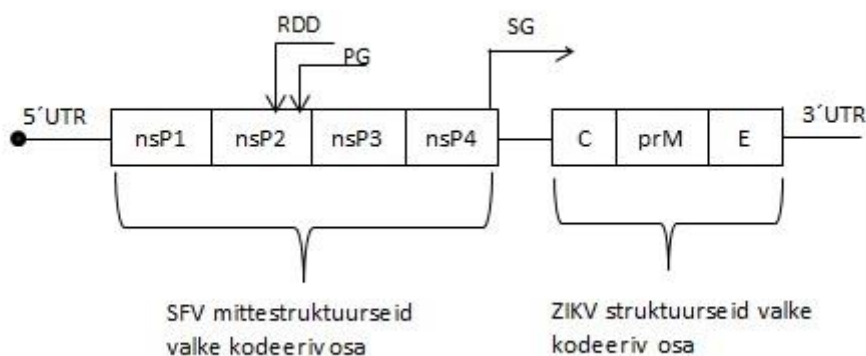 RDD
PG
SG
5´UTR
nsP1 nsP2 nsP3 nsP4
C prM E
3´UTR
SFV mittestruktuurseid
valke kodeeriv osa
ZIKV struktuurseid valke
kodeeriv osa